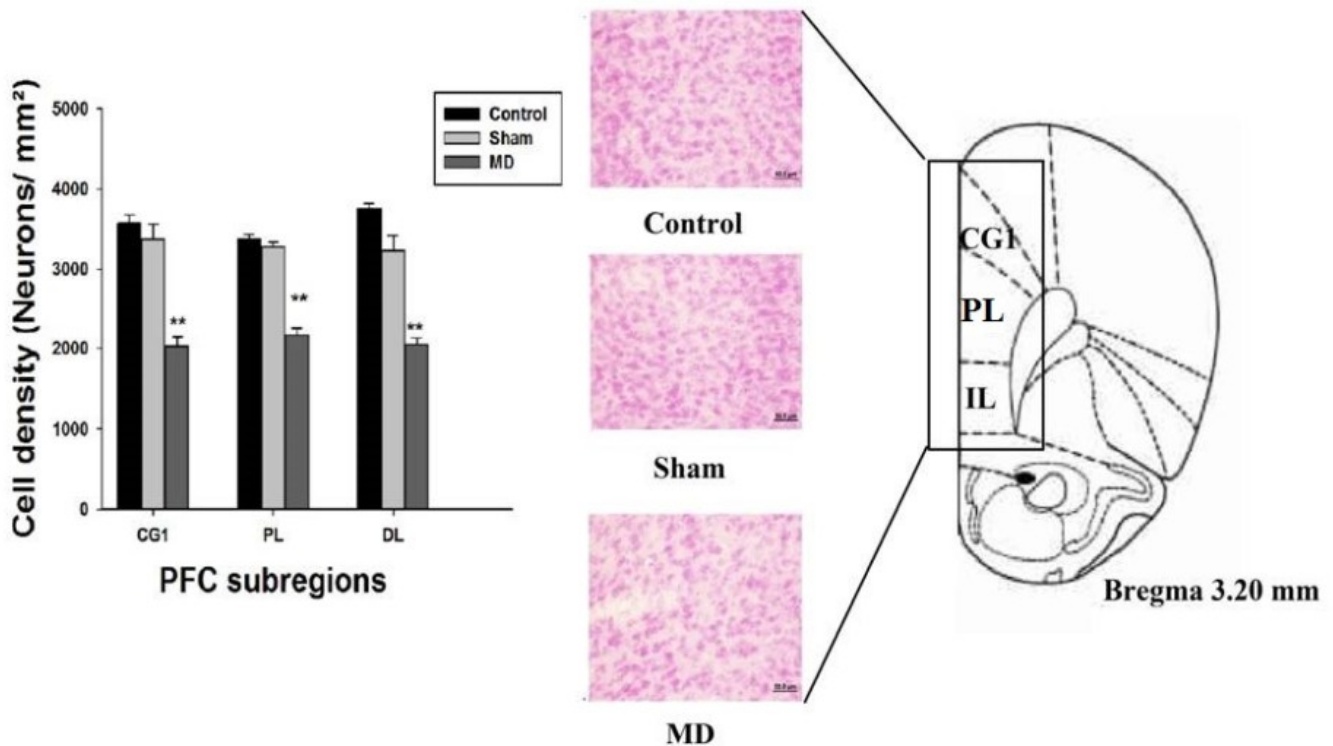 Cell density (Neurons/ mm²)
5000
4000
3000
2000
1000
0
Control
Sham
MD
**
**
**
CG1
PL
DL
PFC subregions
Control
Sham
MD
CG1
PL
IL
Bregma 3.20 mm